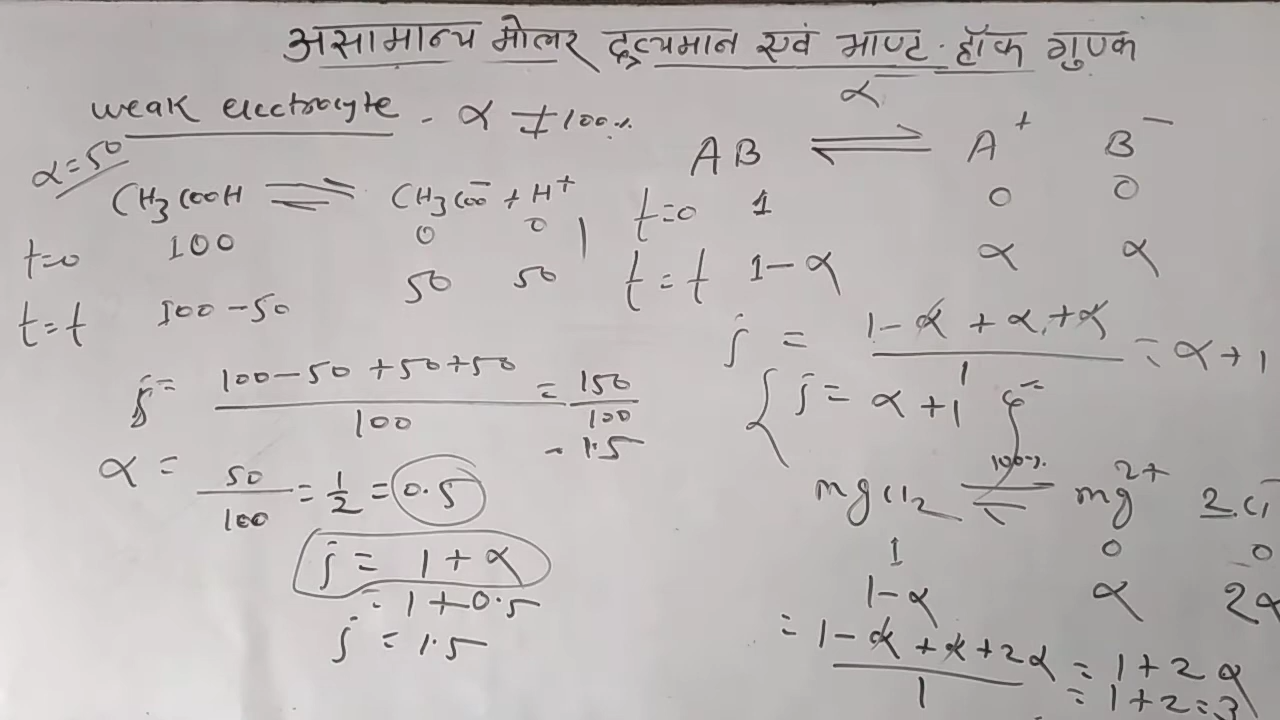 असामान्य मोलर द्रव्यमान एवं भाण्ट हॉफ गुणक
weak electrocyte - α ≠ 100%
α=50
CH3COOH ⇌ CH3COO¯ + H+
t=0 100 0 0
t=t 100-50 50 50
i = 100-50+50+50 / 100 = 150/100
= 1.5
α = 50/100 = 1/2 = 0.5
i = 1+α
= 1+0.5
i = 1.5
α
AB ⇌ A+ B¯
t=0 1 0 0
t=t 1-α α α
i = 1-α+α+α / 1 = α+1
i = α+1
100%
mgcl2 ⇌ mg2+ 2cl¯
1 0 0
1-α α 2α
= 1-α+α+2α / 1 = 1+2α
= 1+2=3